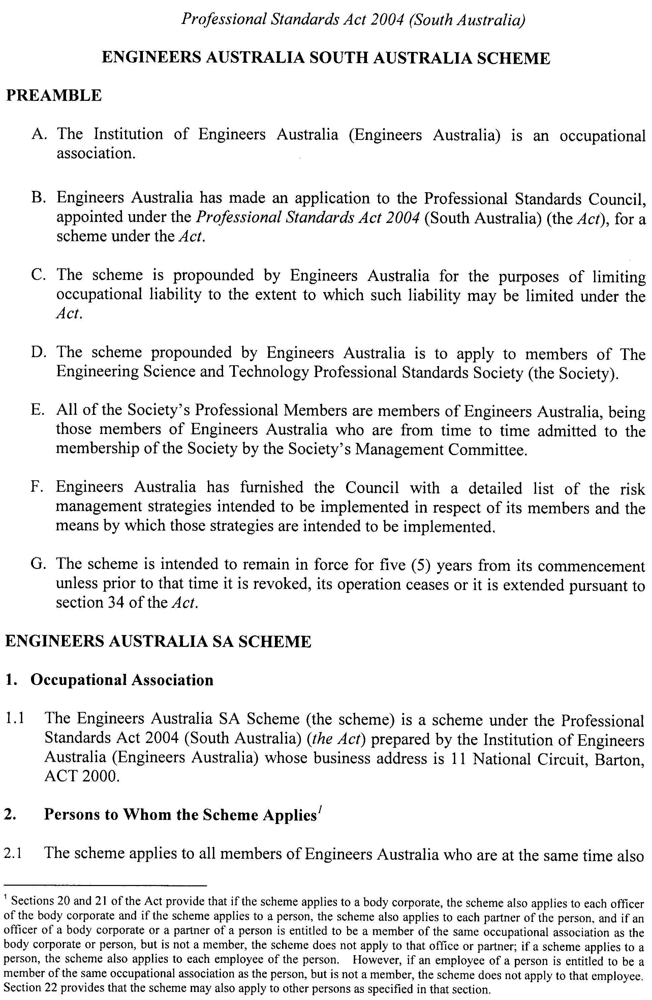 Professional Standards Act 2004 (South Australia)
ENGINEERS AUSTRALIA SOUTH AUSTRALIA SCHEME
PREAMBLE
A. The Institution of Engineers Australia (Engineers Australia) is an occupational
association.
B. Engineers Australia has made an application to the Professional Standards Council,
appointed under the Professional Standards Act 2004 (South Australia) (the Act), for a
scheme under the Act.
C. The scheme is propounded by Engineers Australia for the purposes of limiting
occupational liability to the extent to which such liability may be limited under the
Act.
D. The scheme propounded by Engineers Australia is to apply to members of The
Engineering Science and Technology Professional Standards Society (the Society).
E. All of the Society's Professional Members are members of Engineers Australia, being
those members of Engineers Australia who are from time to time admitted to the
membership of the Society by the Society's Management Committee.
F. Engineers Australia has furnished the Council with a detailed list of the risk
management strategies intended to be implemented in respect of its members and the
means by which those strategies are intended to be implemented.
G. The scheme is intended to remain in force for five (5) years from its commencement
unless prior to that time it is revoked, its operation ceases or it is extended pursuant to
section 34 of the Act.
ENGINEERS AUSTRALIA SA SCHEME
1. Occupational Association
1.1 The Engineers Australia SA Scheme (the scheme) is a scheme under the Professional
Standards Act 2004 (South Australia) (the Act) prepared by the Institution of Engineers
Australia (Engineers Australia) whose business address is 11 National Circuit, Barton,
ACT 2000.
2. Persons to Whom the Scheme Applies1
2.1 The scheme applies to all members of Engineers Australia who are at the same time also
1 Sections 20 and 21 of the Act provide that if the scheme applies to a body corporate, the scheme also applies to each officer
of the body corporate and if the scheme applies to a person, the scheme also applies to each partner of the person, and if an
officer of a body corporate or a partner of a person is entitled to be a member of the same occupational association as the
body corporate or person, but is not a member, the scheme does not apply to that office or partner; if a scheme applies to a
person, the scheme also applies to each employee of the person. However, if an employee of a person is entitled to be a
member of the same occupational association as the person, but is not a member, the scheme does not apply to that employee.
Section 22 provides that the scheme may also apply to other persons as specified in that section.